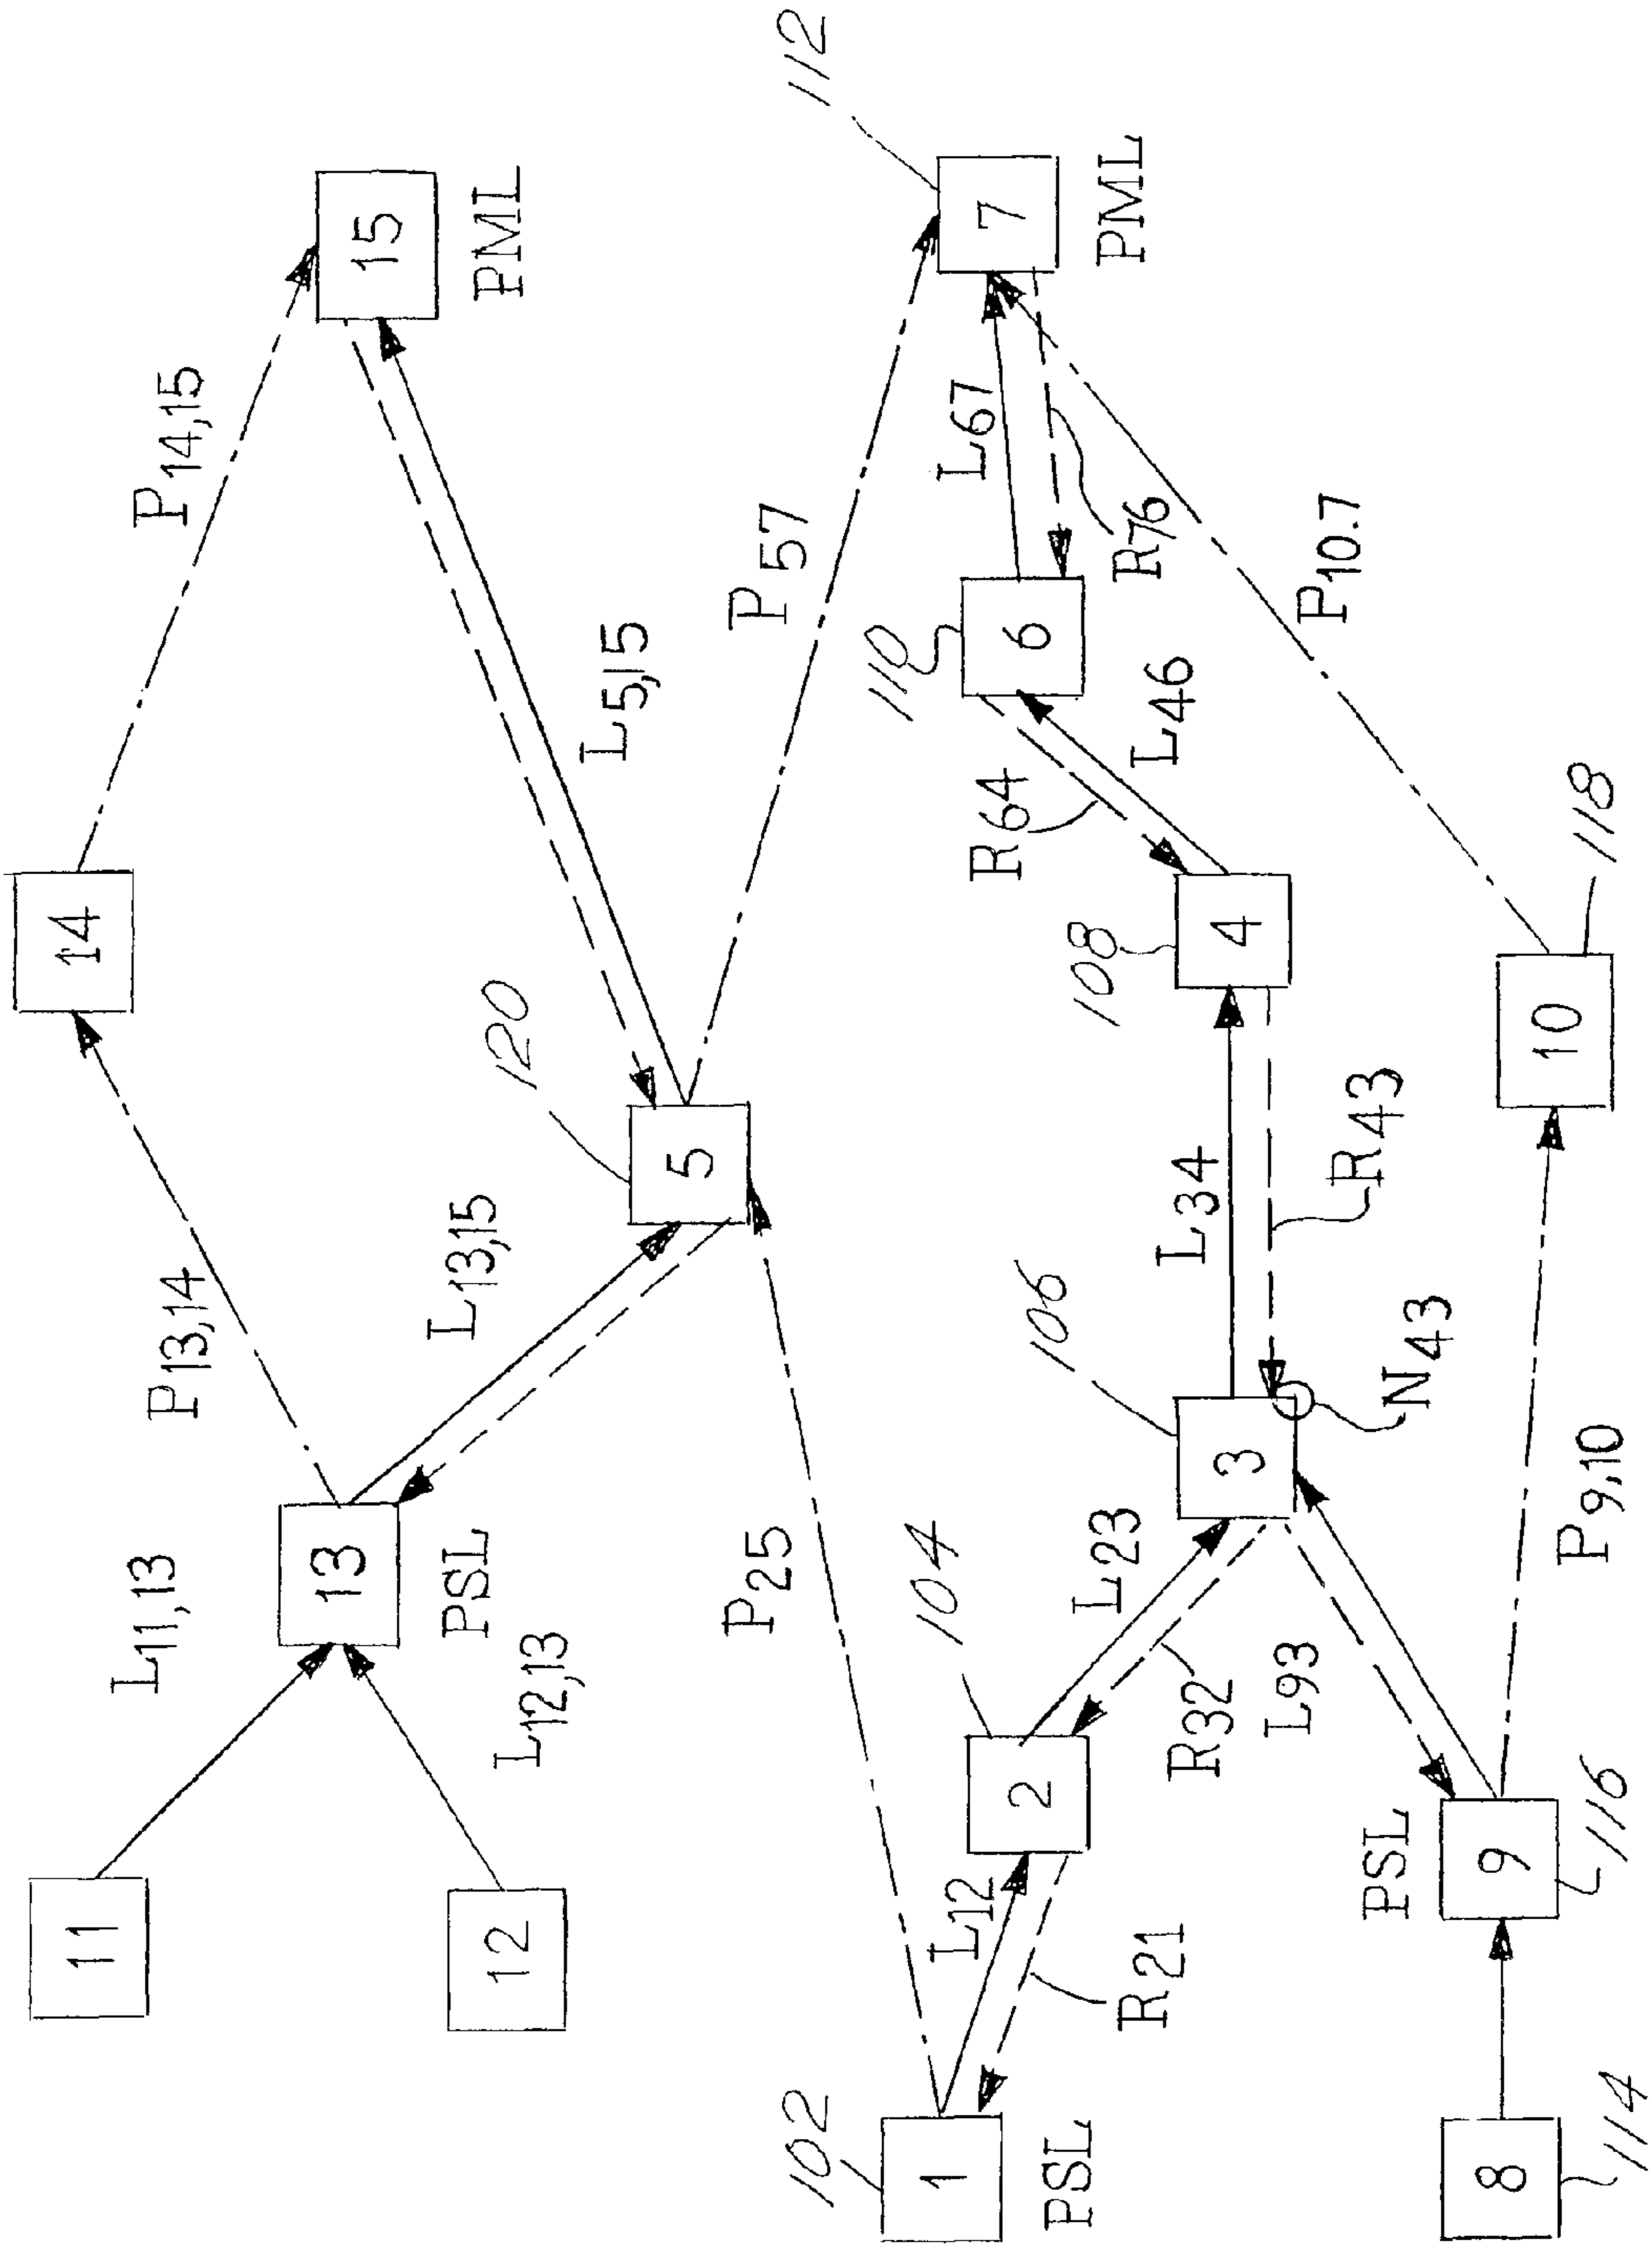 11
L11,13
13
PSL
12
L12,13
P13,14
14
P14,15
15
PML
L13,15
5
120
L5,15
P25
P57
102
1
PSL
L12
R21
2
104
L23
R32
3
106
N43
L34
R43
4
108
R64
L46
6
110
L67
R76
7
112
PML
8
114
9
116
PSL
L93
P9,10
10
118
P10.7